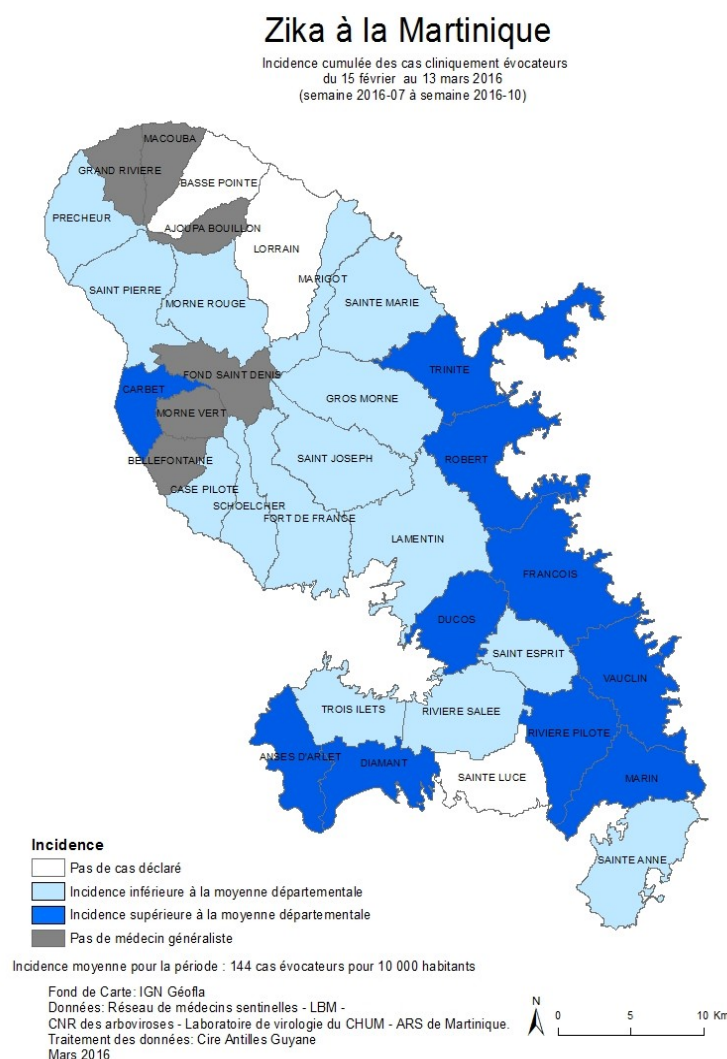 Zika à la Martinique
Incidence cumulée des cas cliniquement évocateurs
du 15 février au 13 mars 2016
(semaine 2016-07 à semaine 2016-10)
MACOUBA
GRAND RIVIERE
BASSE POINTE
PRECHEUR
AJOUPA BOUILLON
LORRAIN
MARIGOT
SAINT PIERRE
MORNE ROUGE
SAINTE MARIE
TRINITE
FOND SAINT DENIS
CARBET
GROS MORNE
MORNE VERT
ROBERT
BELLEFONTAINE
SAINT JOSEPH
CASE PILOTE
SCHOELCHER
FORT DE FRANCE
LAMENTIN
FRANCOIS
DUCOS
SAINT ESPRIT
VAUCLIN
TROIS ILETS
RIVIERE SALEE
RIVIERE PILOTE
ANSES D'ARLET
DIAMANT
SAINTE LUCE
MARIN
SAINTE ANNE
Incidence
Pas de cas déclaré
Incidence inférieure à la moyenne départementale
Incidence supérieure à la moyenne départementale
Pas de médecin généraliste
Incidence moyenne pour la période : 144 cas évocateurs pour 10 000 habitants
Fond de Carte: IGN Géofla
Données: Réseau de médecins sentinelles - LBM -
CNR des arboviroses - Laboratoire de virologie du CHUM - ARS de Martinique.
Traitement des données: Cire Antilles Guyane
Mars 2016
N
0 5 10 Km